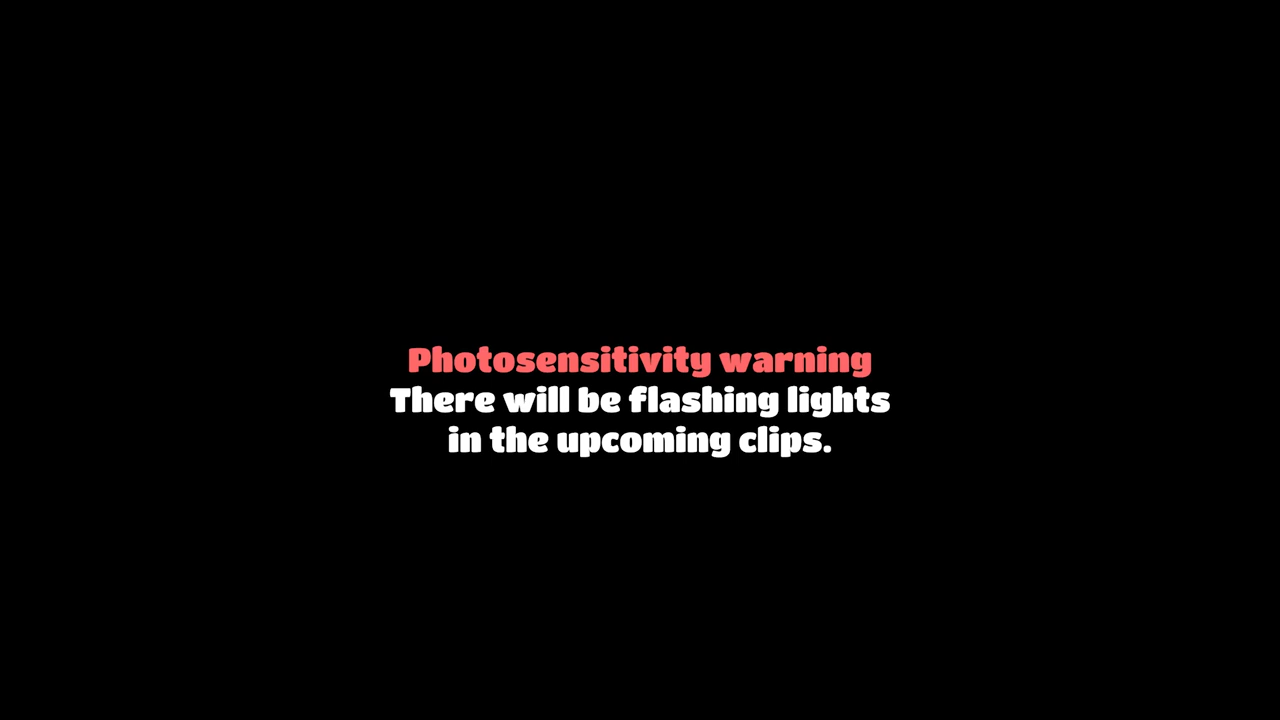 Photosensitivity warning
There will be flashing lights
in the upcoming clips.